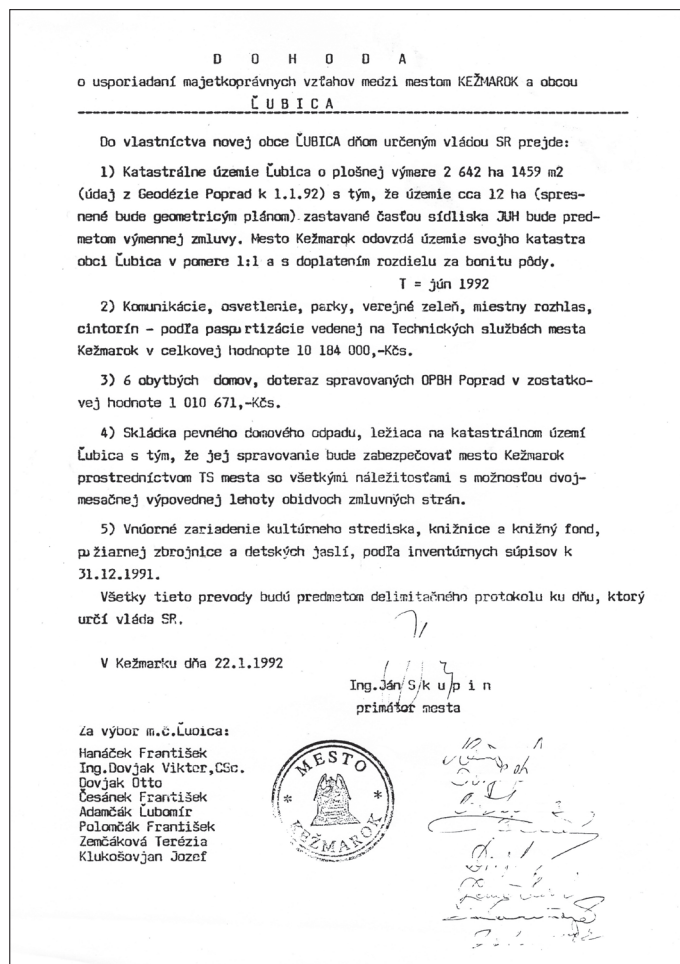 D O H O D A
o usporiadaní majetkoprávnych vzťahov medzi mestom KEŽMAROK a obcou
ĽUBICA
Do vlastníctva novej obce ĽUBICA dňom určeným vládou SR prejde:
1) Katastrálne územie Ľubica o plošnej výmere 2 642 ha 1459 m2
(údaj z Geodézie Poprad k 1.1.92) s tým, že územie cca 12 ha (spres-
nené bude geometricým plánom) zastavané časťou sídliska JUH bude pred-
metom výmennej zmluvy. Mesto Kežmarok odovzdá územia svojho katastra
obci Ľubica v pomere 1:1 a s doplatením rozdielu za bonitu pôdy.
T = jún 1992
2) Komunikácie, osvetlenie, parky, verejné zeleň, miestny rozhlas,
cintorín – podľa paspurtizácie vedenej na Technických službách mesta
Kežmarok v celkovej hodnopte 10 184 000,-Kčs.
3) 6 obytbých domov, doteraz spravovaných OPBH Poprad v zostatko-
vej hodnote 1 010 671,-Kčs.
4) Skládka pevného domového odpadu, ležiaca na katastrálnom území
Ľubica s tým, že jej spravovanie bude zabezpečovať mesto Kežmarok
prostredníctvom TS mesta so všetkými náležitosťami s možnosťou dvoj-
mesačnej výpovednej lehoty obidvoch zmluvných strán.
5) Vnúorné zariadenie kultúrneho strediska, knižnice a knižný fond,
pužiarnej zbrojnice a detských jaslí, podľa inventúrnych súpisov k
31.12.1991.
Všetky tieto prevody budú predmetom delimitačného protokolu ku dňu, ktorý
určí vláda SR.
V Kežmarku dňa 22.1.1992
Ing.Ján S k u p i n
primátor mesta
Za výbor m.č.Ľubica:
Hanáček František
Ing.Dovjak Viktor,CSc.
Dovjak Otto
Česánek František
Adamčák Ľubomír
Polomčák František
Zemčáková Terézia
Klukošovjan Jozef
* MESTO *
KEŽMAROK